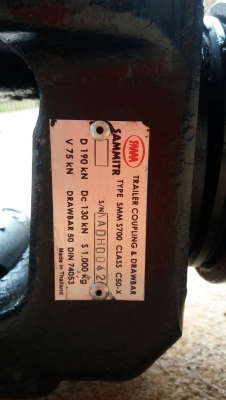 SMM
SAMMITR
TRAILER COUPLING & DRAWBAR
TYPE SMM S700 CLASS C50-X
S/N KADH00420
D 190 kN Dc 130 kN S 1,000 kg
V 75 kN DRAWBAR 50 DIN 74053
Made in Thailand